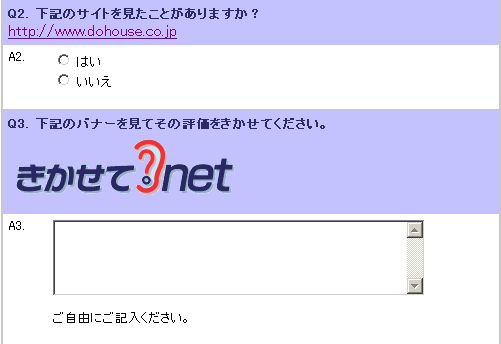 Q2. 下記のサイトを見たことがありますか？
http://www.dohouse.co.jp
A2.
はい
いいえ
Q3. 下記のバナーを見てその評価をきかせてください。
きかせて?net
A3.
ご自由にご記入ください。